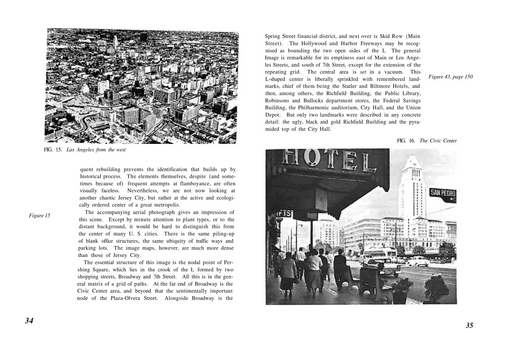 FIG. 15. Los Angeles from the west
quent rebuilding prevents the identification that builds up by
historical process. The elements themselves, despite (and some-
times because of) frequent attempts at flamboyance, are often
visually faceless. Nevertheless, we are not now looking at
another chaotic Jersey City, but rather at the active and ecologi-
cally ordered center of a great metropolis.
Figure 15
The accompanying aerial photograph gives an impression of
this scene. Except by minute attention to plant types, or to the
distant background, it would be hard to distinguish this from
the center of many U. S. cities. There is the same piling-up
of blank office structures, the same ubiquity of traffic ways and
parking lots. The image maps, however, are much more dense
than those of Jersey City.
The essential structure of this image is the nodal point of Per-
shing Square, which lies in the crook of the L formed by two
shopping streets, Broadway and 7th Street. All this is in the gen-
eral matrix of a grid of paths. At the far end of Broadway is the
Civic Center area, and beyond that the sentimentally important
node of the Plaza-Olvera Street. Alongside Broadway is the
34
Spring Street financial district, and next over is Skid Row (Main
Street). The Hollywood and Harbor Freeways may be recog-
nised as bounding the two open sides of the L. The general
Image is remarkable for its emptiness east of Main or Los Ange-
les Streets, and south of 7th Street, except for the extension of the
repeating grid. The central area is set in a vacuum. This
L-shaped center is liberally sprinkled with remembered land-
marks, chief of them being the Statler and Biltmore Hotels, and
then, among others, the Richfield Building, the Public Library,
Robinsons and Bullocks department stores, the Federal Savings
Building, the Philharmonic auditorium, City Hall, and the Union
Depot. But only two landmarks were described in any concrete
detail: the ugly, black and gold Richfield Building and the pyra-
mided top of the City Hall.
Figure 43, page 150
FIG. 16. The Civic Center
HOTEL
SAN PEDRO
FTS
35